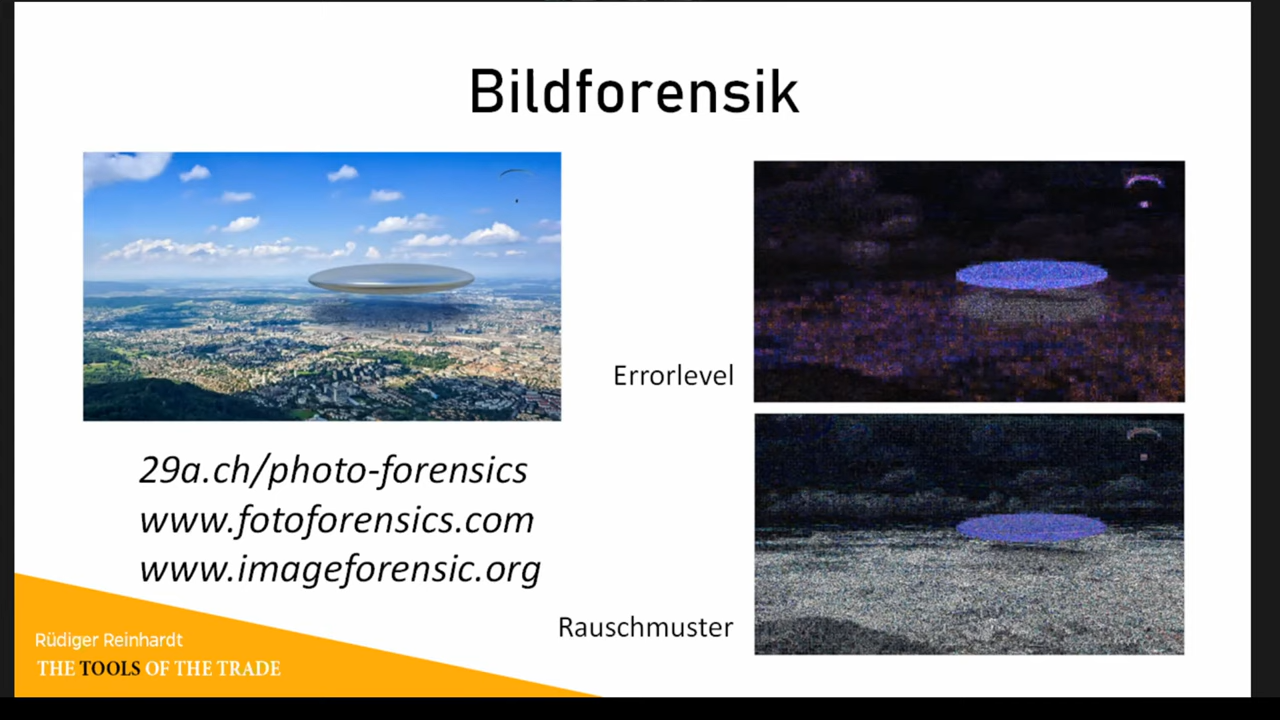 Bildforensik
Errorlevel
29a.ch/photo-forensics
www.fotoforensics.com
www.imageforensic.org
Rauschmuster
Rüdiger Reinhardt
THE TOOLS OF THE TRADE